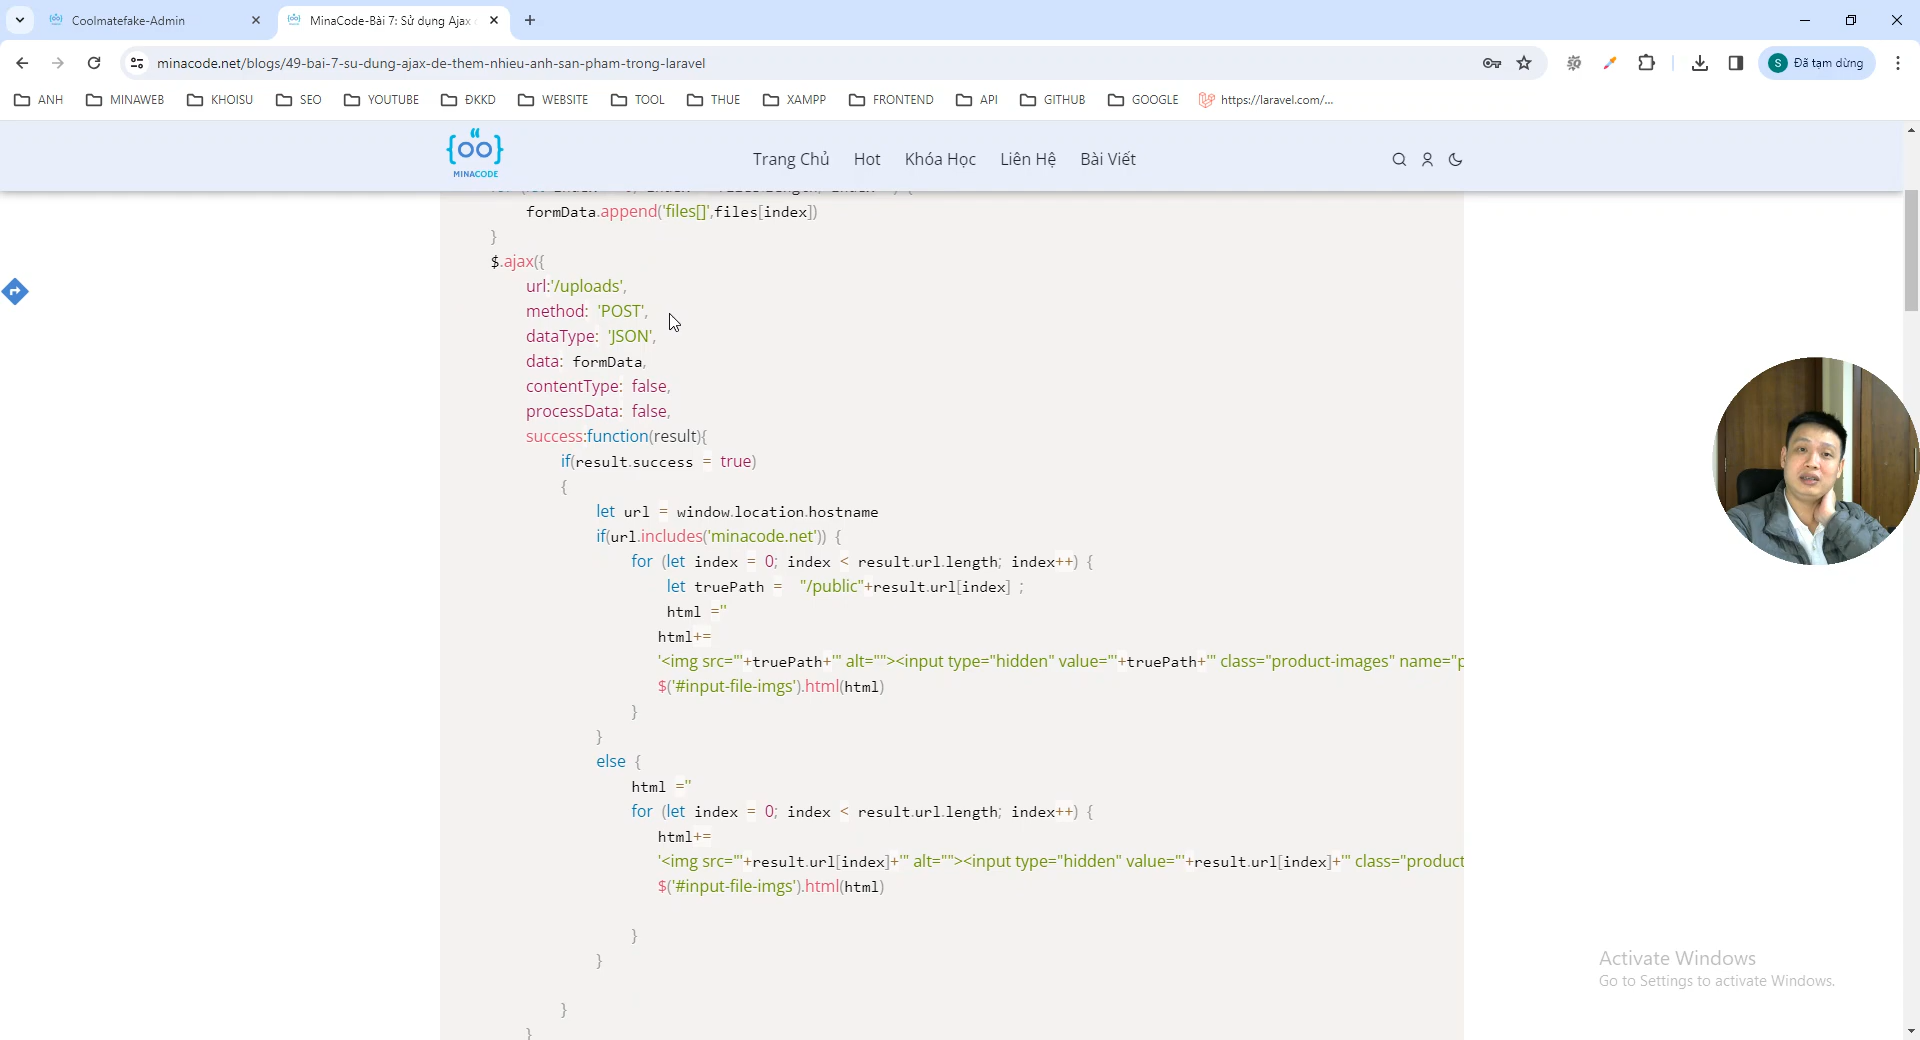 Coolmatefake-Admin
MinaCode-Bài 7: Sử dụng Ajax
minacode.net/blogs/49-bai-7-su-dung-ajax-de-them-nhieu-anh-san-pham-trong-laravel
S Đã tạm dừng
ANH MINAWEB KHOISU SEO YOUTUBE ĐKKD WEBSITE TOOL THUE XAMPP FRONTEND API GITHUB GOOGLE https://laravel.com/...
{oo}
MINACODE
Trang Chủ Hot Khóa Học Liên Hệ Bài Viết
formData.append('files[]',files[index])
}
$.ajax({
url:'/uploads',
method: 'POST',
dataType: 'JSON',
data: formData,
contentType: false,
processData: false,
success:function(result){
if(result.success = true)
{
let url = window.location.hostname
if(url.includes('minacode.net')) {
for (let index = 0; index < result.url.length; index++) {
let truePath = "/public"+result.url[index] ;
html =''
html+=
'<img src="'+truePath+'" alt=""><input type="hidden" value="'+truePath+'" class="product-images" name="p
$('#input-file-imgs').html(html)
}
}
else {
html =''
for (let index = 0; index < result.url.length; index++) {
html+=
'<img src="'+result.url[index]+'" alt=""><input type="hidden" value="'+result.url[index]+'" class="product
$('#input-file-imgs').html(html)
}
}
}
}
Activate Windows
Go to Settings to activate Windows.